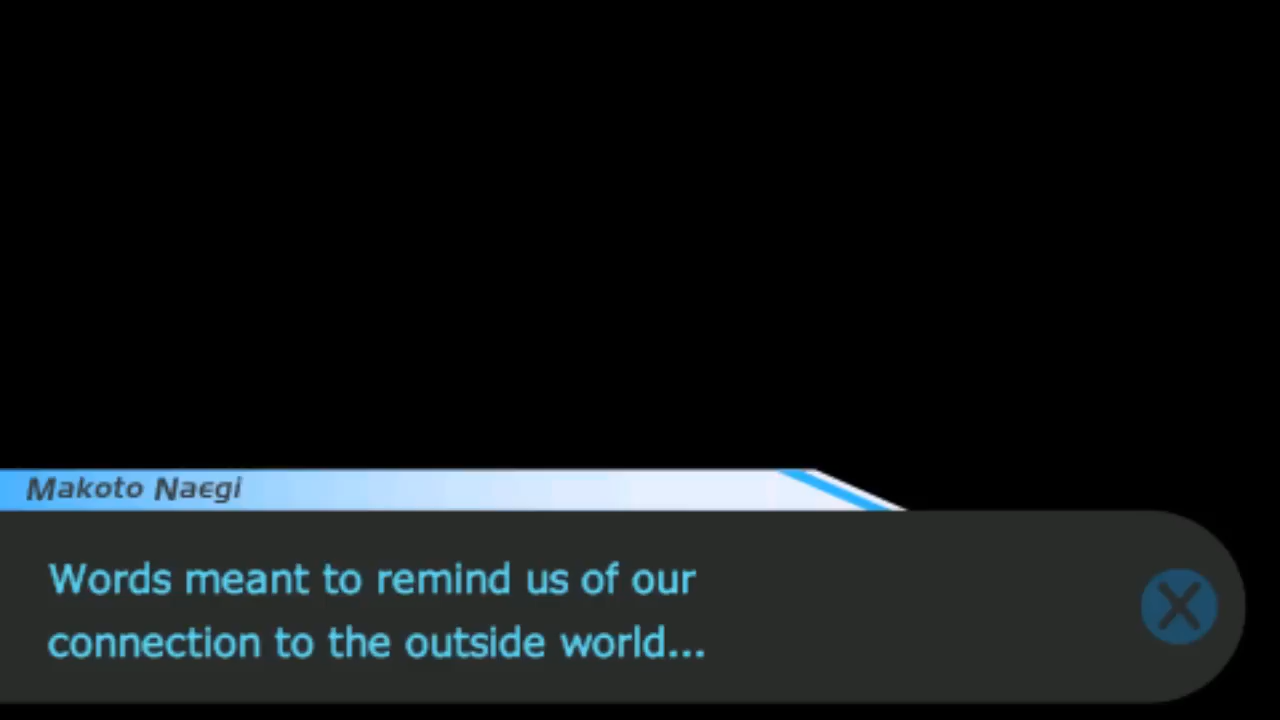 Makoto Naegi
Words meant to remind us of our
connection to the outside world...